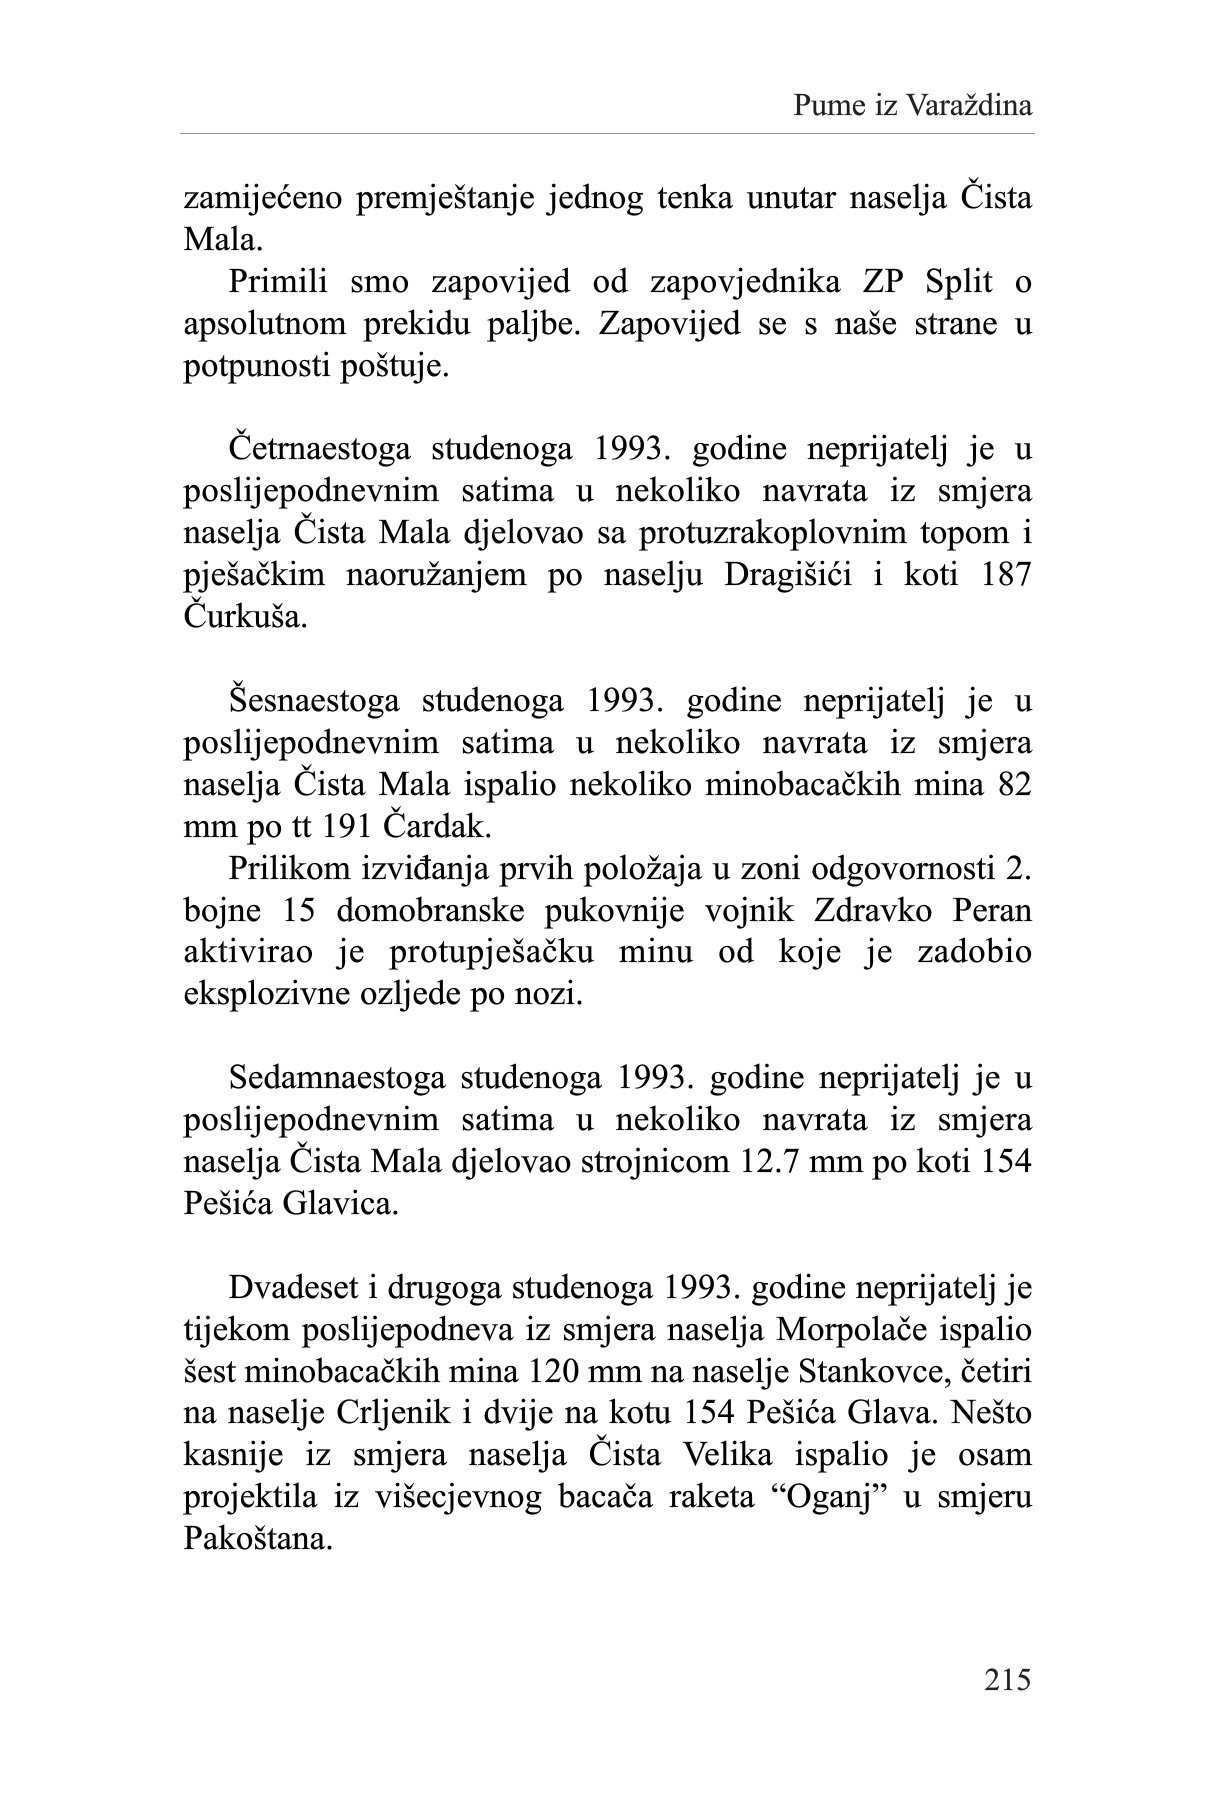 Pume iz Varaždina
zamijećeno premještanje jednog tenka unutar naselja Čista
Mala.
Primili smo zapovijed od zapovjednika ZP Split o
apsolutnom prekidu paljbe. Zapovijed se s naše strane u
potpunosti poštuje.
Četrnaestoga studenoga 1993. godine neprijatelj je u
poslijepodnevnim satima u nekoliko navrata iz smjera
naselja Čista Mala djelovao sa protuzrakoplovnim topom i
pješačkim naoružanjem po naselju Dragišići i koti 187
Čurkuša.
Šesnaestoga studenoga 1993. godine neprijatelj je u
poslijepodnevnim satima u nekoliko navrata iz smjera
naselja Čista Mala ispalio nekoliko minobacačkih mina 82
mm po tt 191 Čardak.
Prilikom izviđanja prvih položaja u zoni odgovornosti 2.
bojne 15 domobranske pukovnije vojnik Zdravko Peran
aktivirao je protupješačku minu od koje je zadobio
eksplozivne ozljede po nozi.
Sedamnaestoga studenoga 1993. godine neprijatelj je u
poslijepodnevnim satima u nekoliko navrata iz smjera
naselja Čista Mala djelovao strojnicom 12.7 mm po koti 154
Pešića Glavica.
Dvadeset i drugoga studenoga 1993. godine neprijatelj je
tijekom poslijepodneva iz smjera naselja Morpolače ispalio
šest minobacačkih mina 120 mm na naselje Stankovce, četiri
na naselje Crljenik i dvije na kotu 154 Pešića Glava. Nešto
kasnije iz smjera naselja Čista Velika ispalio je osam
projektila iz višecjevnog bacača raketa “Oganj” u smjeru
Pakoštana.
215